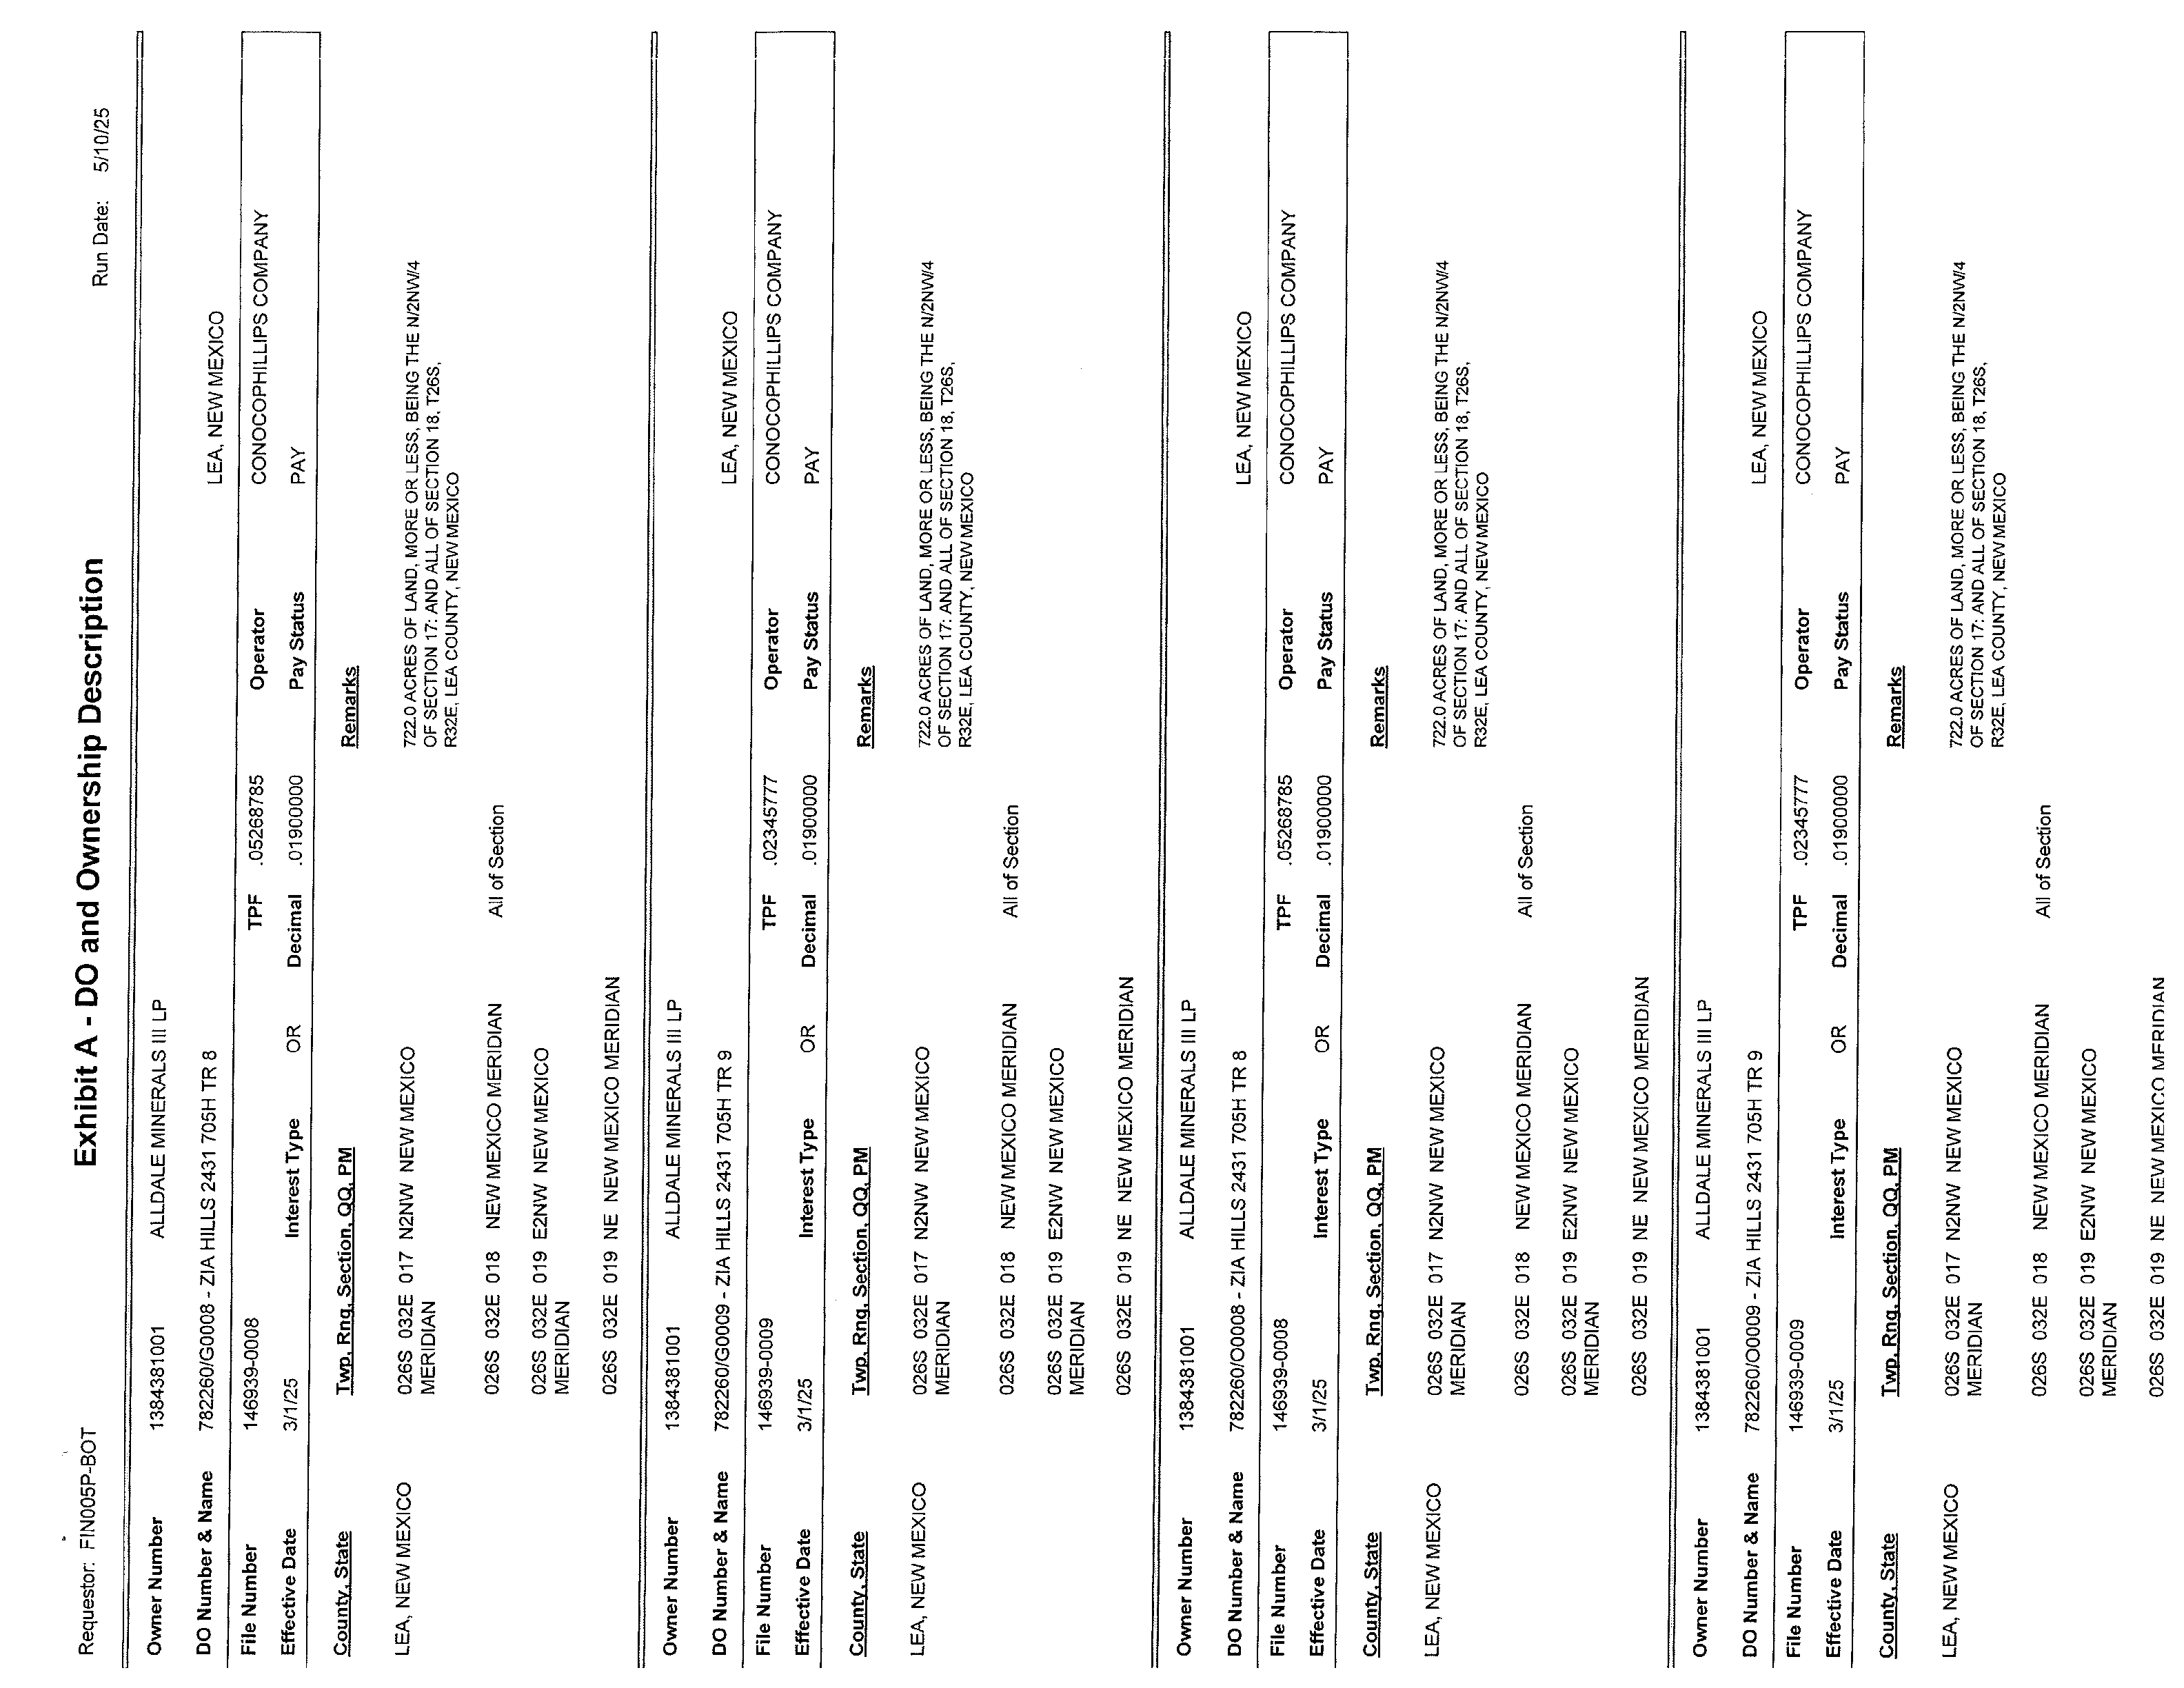 Requestor: FIN005P-BOT Exhibit A - DO and Ownership Description Run Date: 5/10/25
Owner Number 1384381001 ALLDALE MINERALS III LP
DO Number & Name 782260/G0008 - ZIA HILLS 2431 705H TR 8 LEA, NEW MEXICO
File Number 146939-0008 TPF .05268785 Operator CONOCOPHILLIPS COMPANY
Effective Date 3/1/25 Interest Type OR Decimal .01900000 Pay Status PAY
County, State Twp, Rng, Section, QQ, PM Remarks
LEA, NEW MEXICO 026S 032E 017 N2NW NEW MEXICO 722.0 ACRES OF LAND, MORE OR LESS, BEING THE N/2NW/4
MERIDIAN OF SECTION 17: AND ALL OF SECTION 18, T26S,
R32E, LEA COUNTY, NEW MEXICO
026S 032E 018 NEW MEXICO MERIDIAN All of Section
026S 032E 019 E2NW NEW MEXICO
MERIDIAN
026S 032E 019 NE NEW MEXICO MERIDIAN
Owner Number 1384381001 ALLDALE MINERALS III LP
DO Number & Name 782260/G0009 - ZIA HILLS 2431 705H TR 9 LEA, NEW MEXICO
File Number 146939-0009 TPF .02345777 Operator CONOCOPHILLIPS COMPANY
Effective Date 3/1/25 Interest Type OR Decimal .01900000 Pay Status PAY
County, State Twp, Rng, Section, QQ, PM Remarks
LEA, NEW MEXICO 026S 032E 017 N2NW NEW MEXICO 722.0 ACRES OF LAND, MORE OR LESS, BEING THE N/2NW/4
MERIDIAN OF SECTION 17: AND ALL OF SECTION 18, T26S,
R32E, LEA COUNTY, NEW MEXICO
026S 032E 018 NEW MEXICO MERIDIAN All of Section
026S 032E 019 E2NW NEW MEXICO
MERIDIAN
026S 032E 019 NE NEW MEXICO MERIDIAN
Owner Number 1384381001 ALLDALE MINERALS III LP
DO Number & Name 782260/O0008 - ZIA HILLS 2431 705H TR 8 LEA, NEW MEXICO
File Number 146939-0008 TPF .05268785 Operator CONOCOPHILLIPS COMPANY
Effective Date 3/1/25 Interest Type OR Decimal .01900000 Pay Status PAY
County, State Twp, Rng, Section, QQ, PM Remarks
LEA, NEW MEXICO 026S 032E 017 N2NW NEW MEXICO 722.0 ACRES OF LAND, MORE OR LESS, BEING THE N/2NW/4
MERIDIAN OF SECTION 17: AND ALL OF SECTION 18, T26S,
R32E, LEA COUNTY, NEW MEXICO
026S 032E 018 NEW MEXICO MERIDIAN All of Section
026S 032E 019 E2NW NEW MEXICO
MERIDIAN
026S 032E 019 NE NEW MEXICO MERIDIAN
Owner Number 1384381001 ALLDALE MINERALS III LP
DO Number & Name 782260/O0009 - ZIA HILLS 2431 705H TR 9 LEA, NEW MEXICO
File Number 146939-0009 TPF .02345777 Operator CONOCOPHILLIPS COMPANY
Effective Date 3/1/25 Interest Type OR Decimal .01900000 Pay Status PAY
County, State Twp, Rng, Section, QQ, PM Remarks
LEA, NEW MEXICO 026S 032E 017 N2NW NEW MEXICO 722.0 ACRES OF LAND, MORE OR LESS, BEING THE N/2NW/4
MERIDIAN OF SECTION 17: AND ALL OF SECTION 18, T26S,
R32E, LEA COUNTY, NEW MEXICO
026S 032E 018 NEW MEXICO MERIDIAN All of Section
026S 032E 019 E2NW NEW MEXICO
MERIDIAN
026S 032E 019 NE NEW MEXICO MERIDIAN